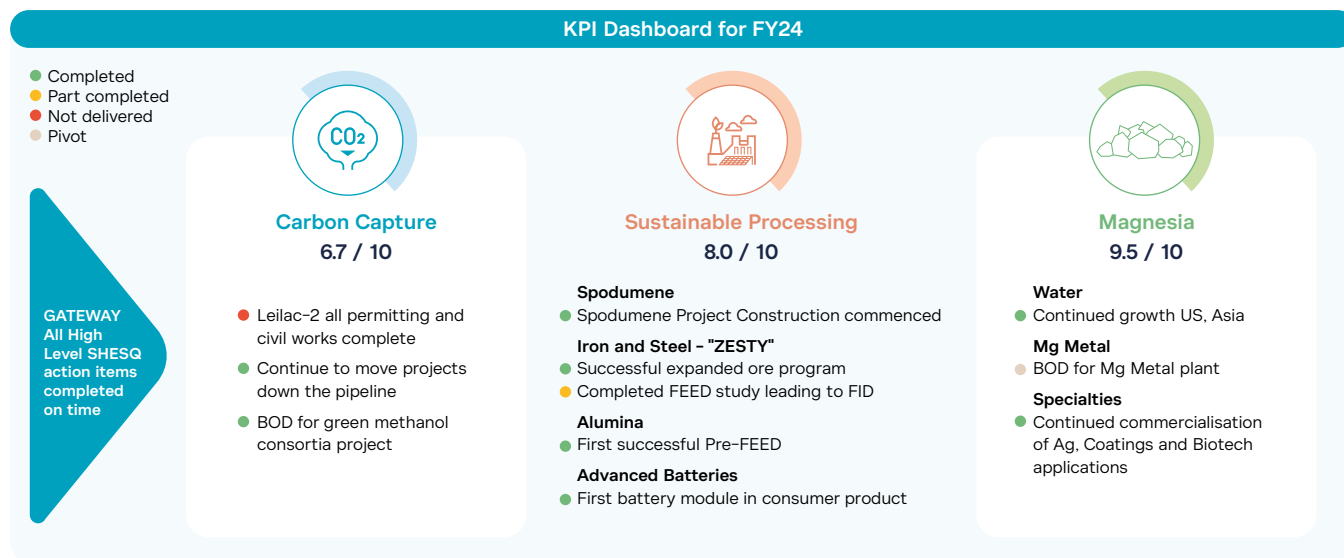 KPI Dashboard for FY24
Completed
Part completed
Not delivered
Pivot
GATEWAY
All High
Level SHESQ
action items
completed
on time
CO2
Carbon Capture
6.7 / 10
Leilac-2 all permitting and
civil works complete
Continue to move projects
down the pipeline
BOD for green methanol
consortia project
Sustainable Processing
8.0 / 10
Spodumene
Spodumene Project Construction commenced
Iron and Steel - "ZESTY"
Successful expanded ore program
Completed FEED study leading to FID
Alumina
First successful Pre-FEED
Advanced Batteries
First battery module in consumer product
Magnesia
9.5 / 10
Water
Continued growth US, Asia
Mg Metal
BOD for Mg Metal plant
Specialties
Continued commercialisation
of Ag, Coatings and Biotech
applications